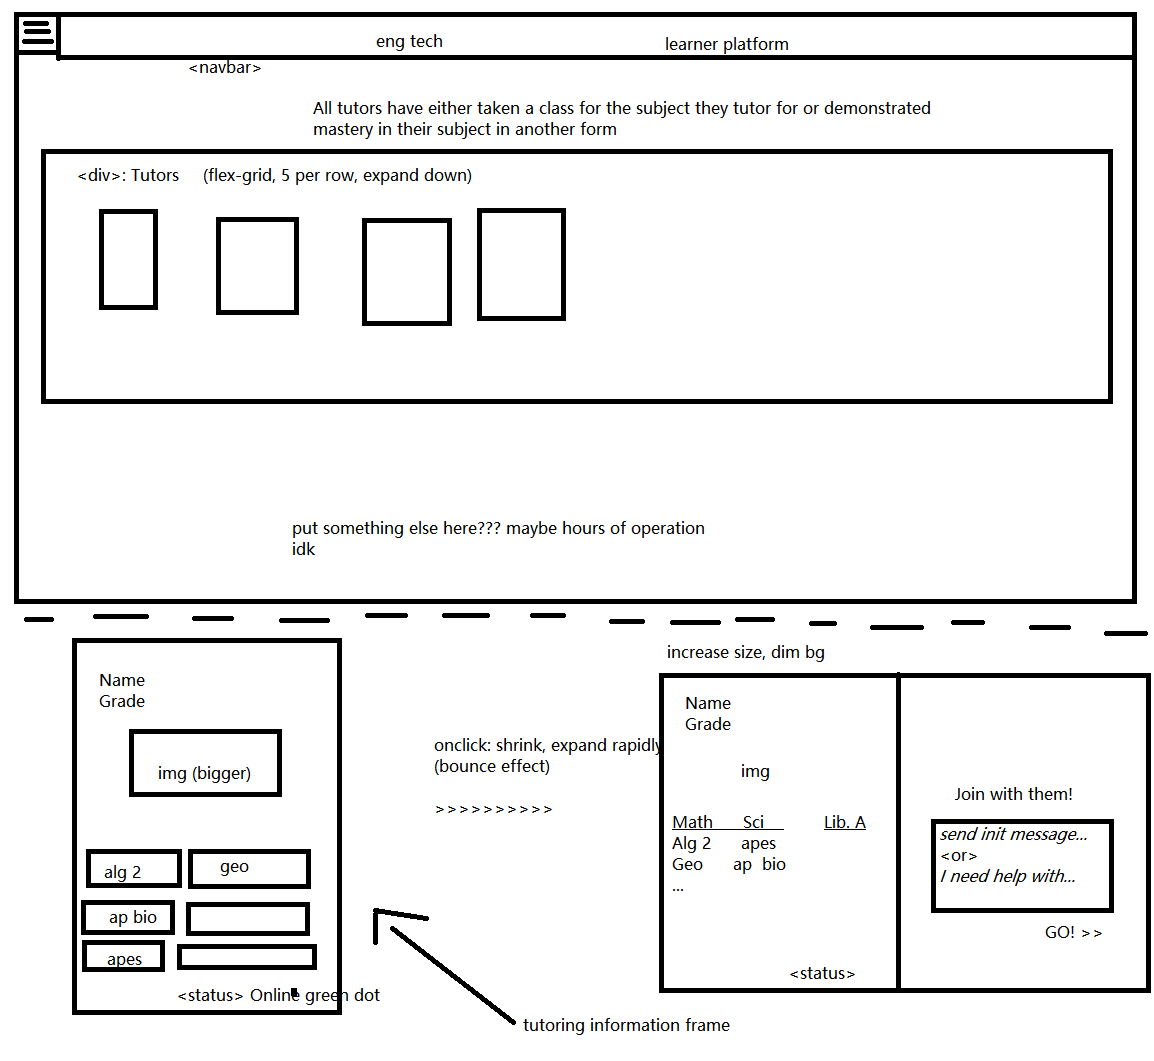 eng tech
learner platform
<navbar>
All tutors have either taken a class for the subject they tutor for or demonstrated
mastery in their subject in another form
<div>: Tutors (flex-grid, 5 per row, expand down)
put something else here??? maybe hours of operation
idk
Name
Grade
img (bigger)
alg 2
geo
ap bio
apes
<status> Online green dot
onclick: shrink, expand rapidly
(bounce effect)
>>>>>>>>>>
tutoring information frame
increase size, dim bg
Name
Grade
img
Math Sci Lib. A
Alg 2 apes
Geo ap bio
...
<status>
Join with them!
send init message...
<or>
I need help with...
GO! >>